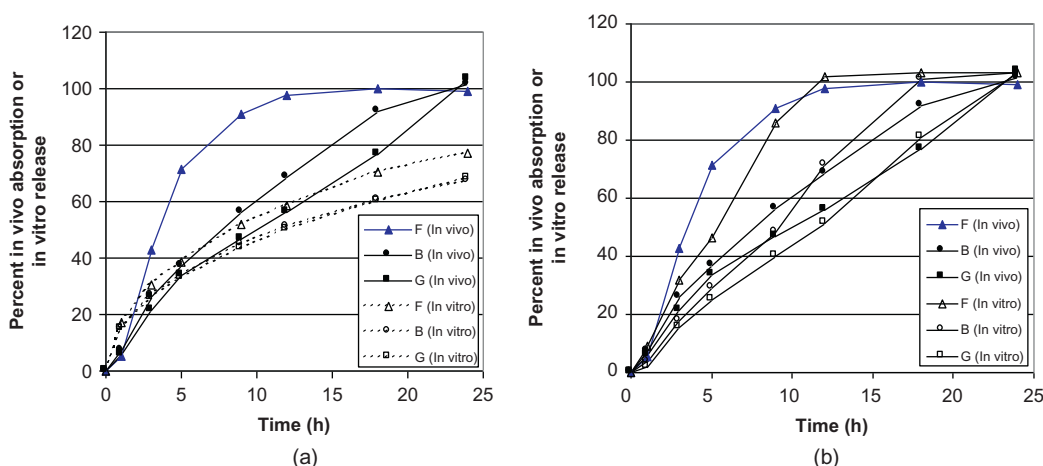 Percent in vivo absorption or
in vitro release
120
100
80
60
40
20
0
0 5 10 15 20 25
Time (h)
F (In vivo)
B (In vivo)
G (In vivo)
F (In vitro)
B (In vitro)
G (In vitro)
(a)
Percent in vivo absorption or
in vitro release
120
100
80
60
40
20
0
0 5 10 15 20 25
Time (h)
F (In vivo)
B (In vivo)
G (In vivo)
F (In vitro)
B (In vitro)
G (In vitro)
(b)